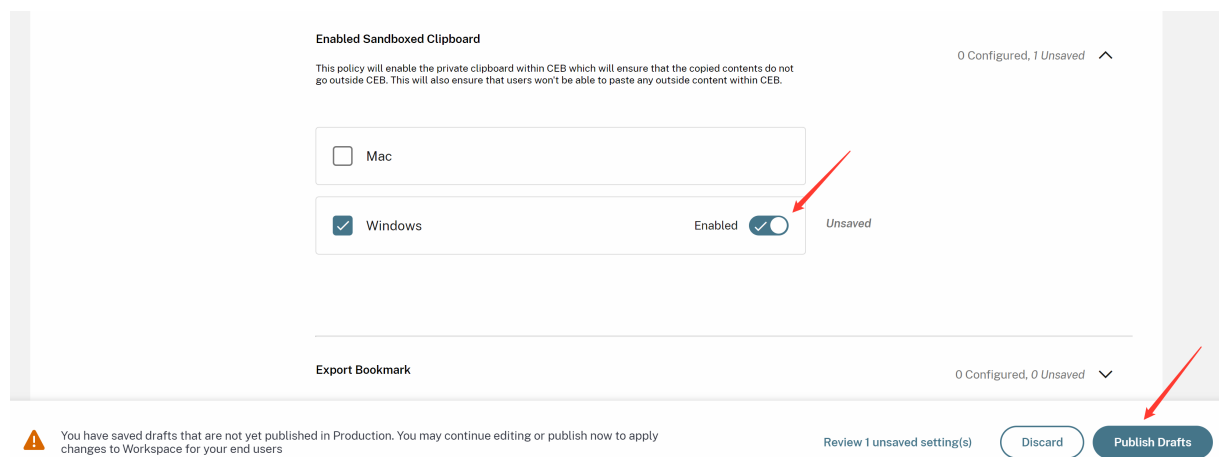 Enabled Sandboxed Clipboard
0 Configured, 1 Unsaved
This policy will enable the private clipboard within CEB which will ensure that the copied contents do not
go outside CEB. This will also ensure that users won't be able to paste any outside content within CEB.
Mac
Windows
Enabled
Unsaved
Export Bookmark
0 Configured, 0 Unsaved
You have saved drafts that are not yet published in Production. You may continue editing or publish now to apply
changes to Workspace for your end users
Review 1 unsaved setting(s)
Discard
Publish Drafts